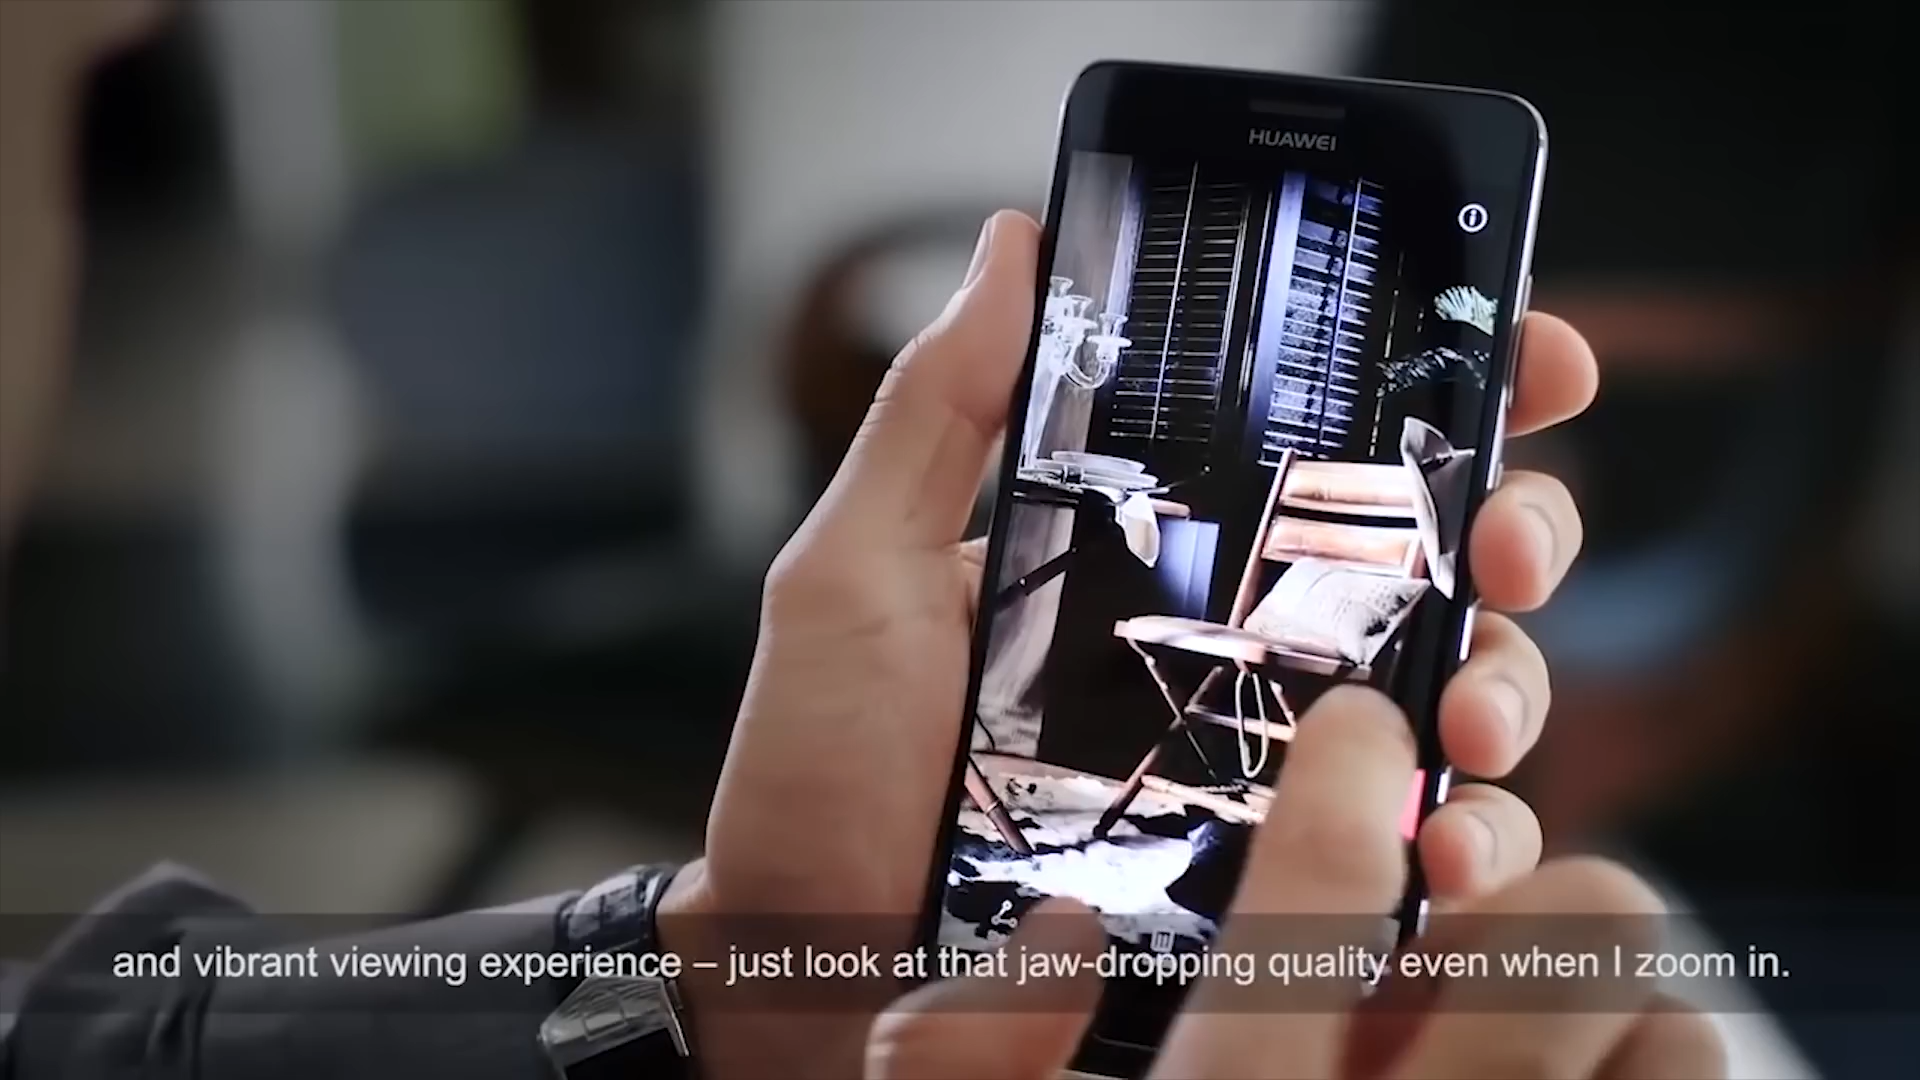 HUAWEI
and vibrant viewing experience – just look at that jaw-dropping quality even when I zoom in.